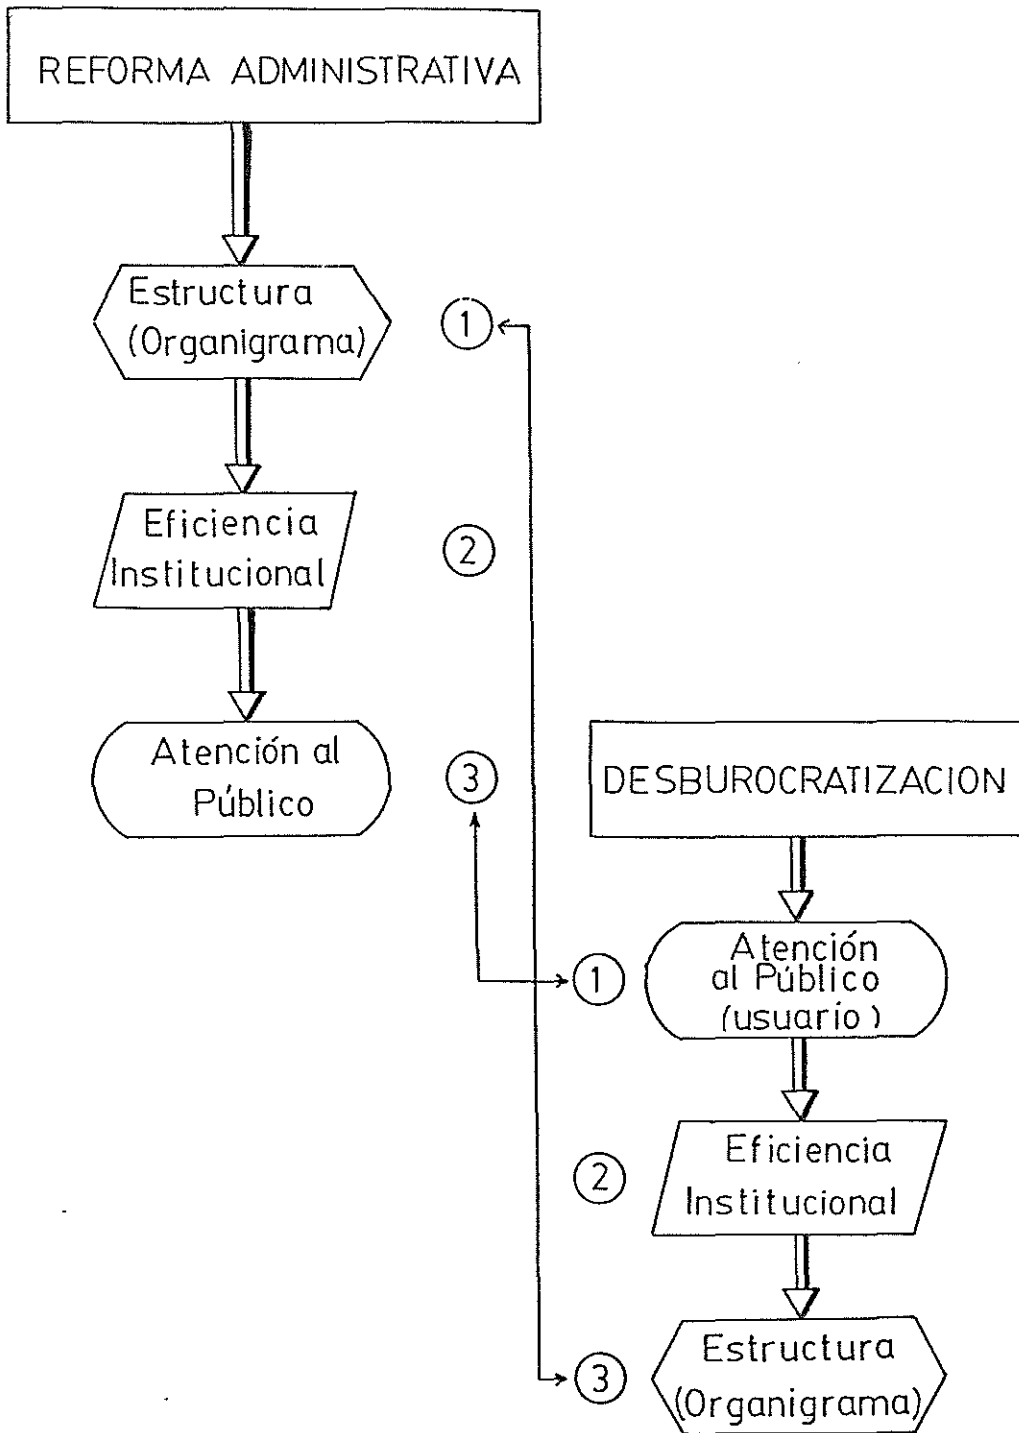 REFORMA ADMINISTRATIVA
Estructura
(Organigrama)
1
Eficiencia
Institucional
2
Atención al
Público
3
DESBUROCRATIZACION
1
Atención
al Público
(usuario)
2
Eficiencia
Institucional
3
Estructura
(Organigrama)